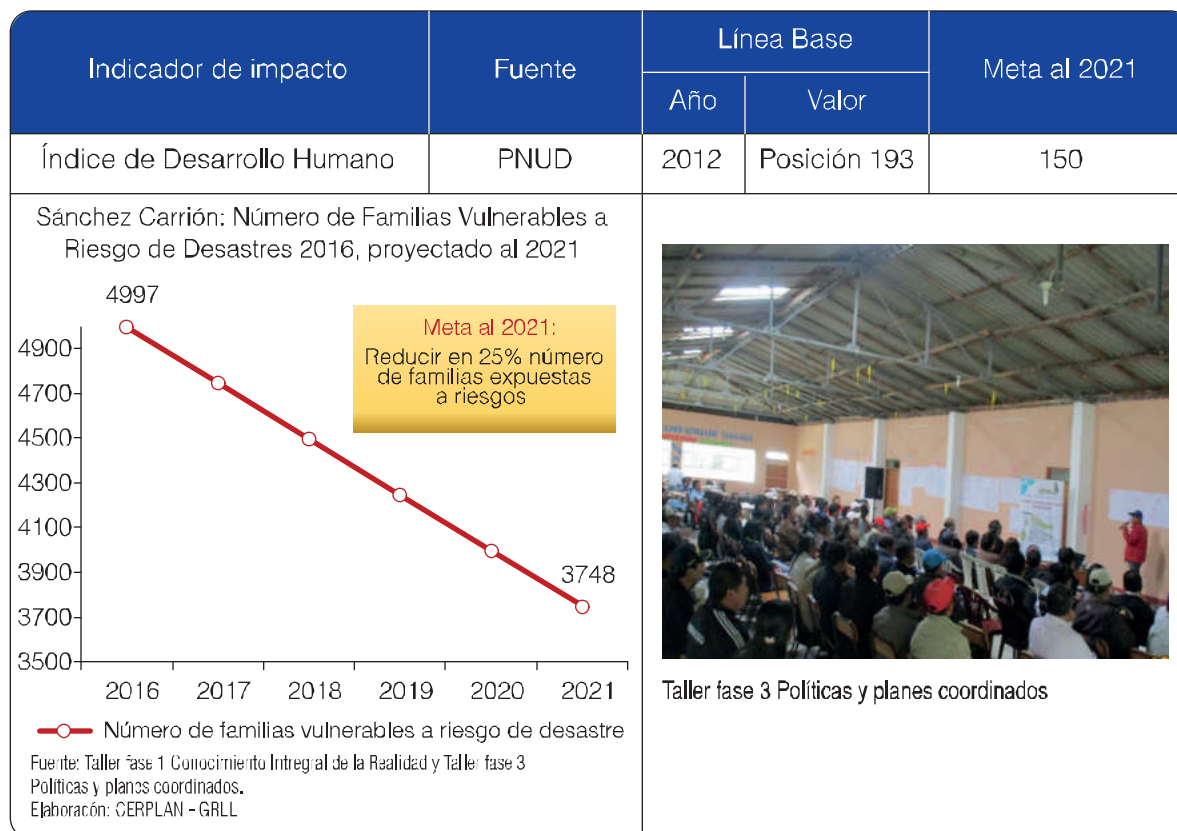 Indicador de impacto
Fuente
Línea Base
Meta al 2021
Año
Valor
Índice de Desarrollo Humano
PNUD
2012
Posición 193
150
Sánchez Carrión: Número de Familias Vulnerables a
Riesgo de Desastres 2016, proyectado al 2021
4997
Meta al 2021:
Reducir en 25% número
de familias expuestas
a riesgos
4900
4700
4500
4300
4100
3900
3700
3500
3748
2016
2017
2018
2019
2020
2021
Número de familias vulnerables a riesgo de desastre
Fuente: Taller fase 1 Conocimiento Intregral de la Realidad y Taller fase 3
Políticas y planes coordinados.
Elaboracón: CERPLAN - GRLL
Taller fase 3 Políticas y planes coordinados